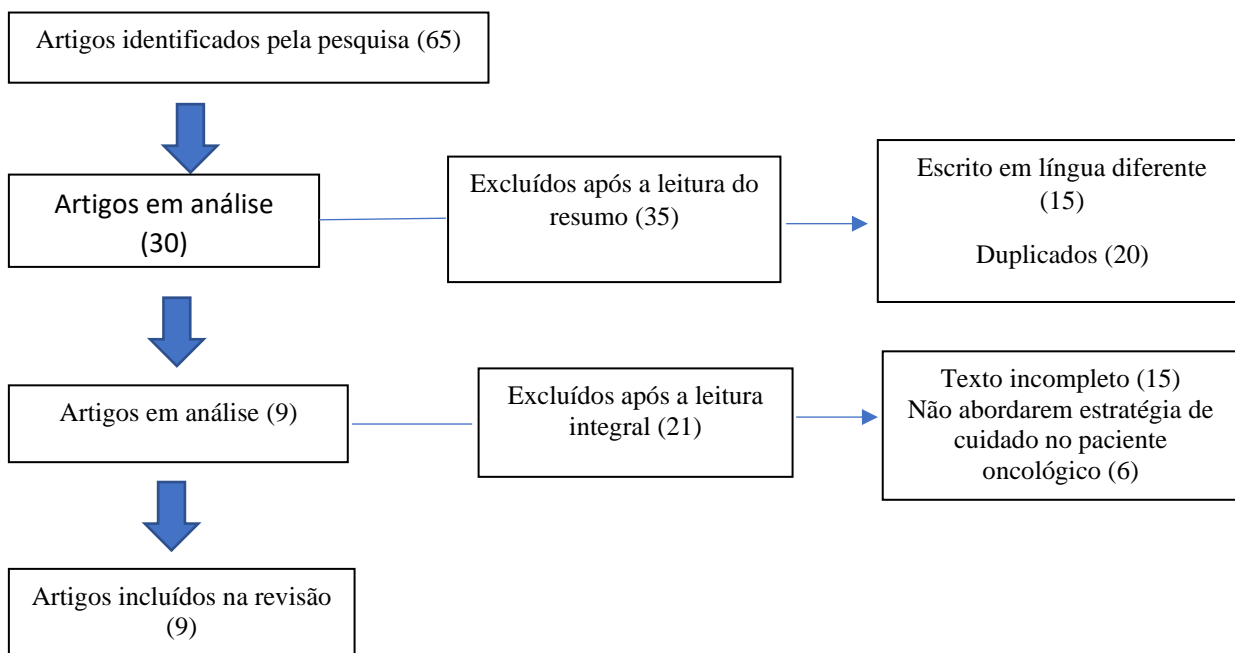 Artigos identificados pela pesquisa (65)
Artigos em análise
(30)
Excluídos após a leitura do
resumo (35)
Escrito em língua diferente
(15)
Duplicados (20)
Artigos em análise (9)
Excluídos após a leitura
integral (21)
Texto incompleto (15)
Não abordarem estratégia de
cuidado no paciente
oncológico (6)
Artigos incluídos na revisão
(9)